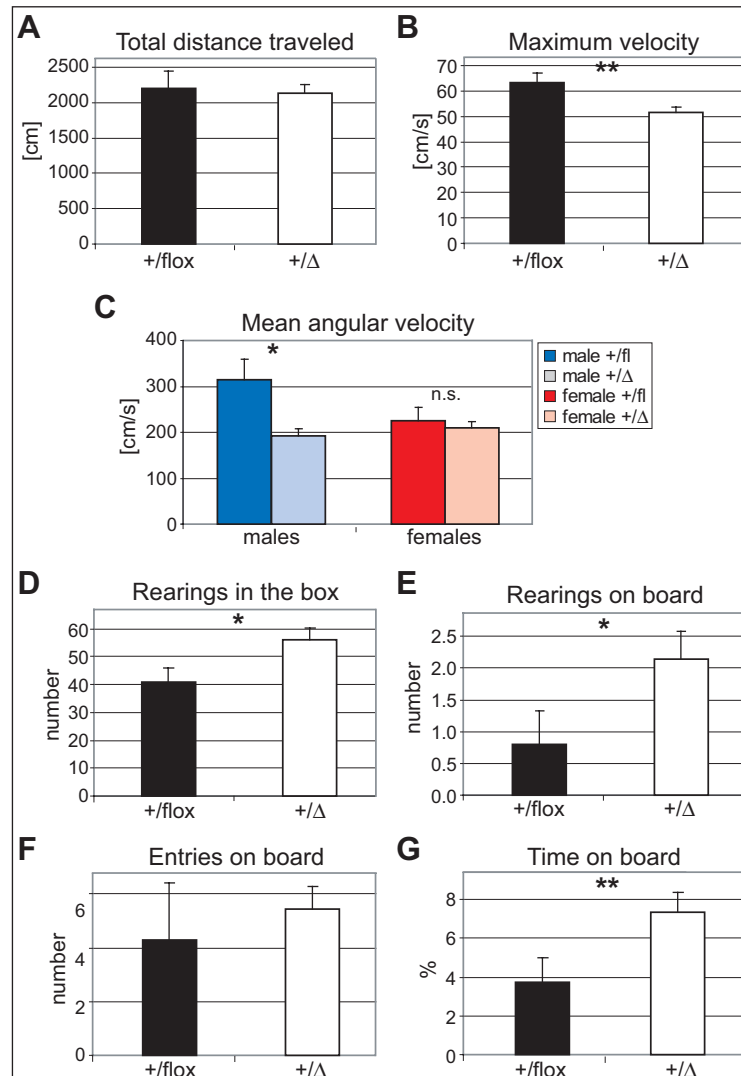 A
Total distance traveled
[cm]
2500
2000
1500
1000
500
0
+/flox
+/Δ
B
Maximum velocity
**
[cm/s]
70
60
50
40
30
20
10
0
+/flox
+/Δ
C
Mean angular velocity
*
n.s.
[cm/s]
400
300
200
100
0
males
females
male +/fl
male +/Δ
female +/fl
female +/Δ
D
Rearings in the box
*
number
60
50
40
30
20
10
0
+/flox
+/Δ
E
Rearings on board
*
number
2.5
2.0
1.5
1.0
0.5
0.0
+/flox
+/Δ
F
Entries on board
number
6
4
2
0
+/flox
+/Δ
G
Time on board
**
%
8
6
4
2
0
+/flox
+/Δ